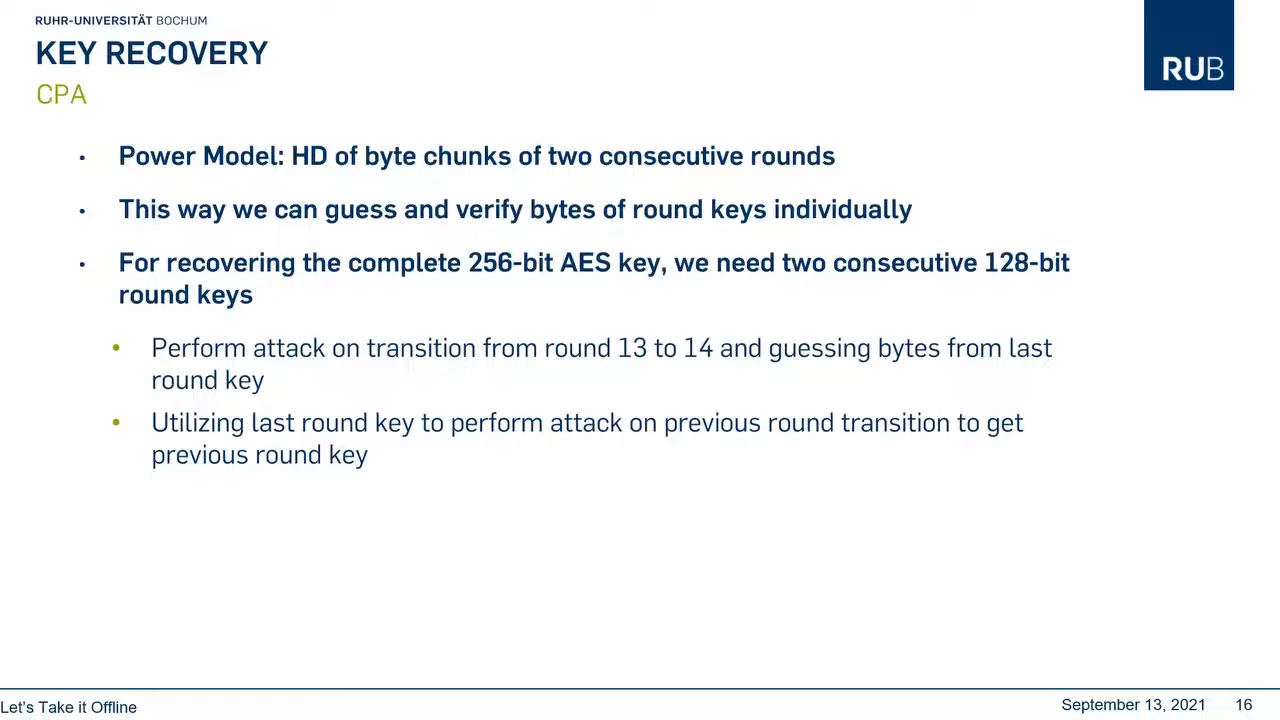 RUHR-UNIVERSITÄT BOCHUM
KEY RECOVERY
CPA
RUB
• Power Model: HD of byte chunks of two consecutive rounds
• This way we can guess and verify bytes of round keys individually
• For recovering the complete 256-bit AES key, we need two consecutive 128-bit
round keys
• Perform attack on transition from round 13 to 14 and guessing bytes from last
round key
• Utilizing last round key to perform attack on previous round transition to get
previous round key
Let's Take it Offline
September 13, 2021 16